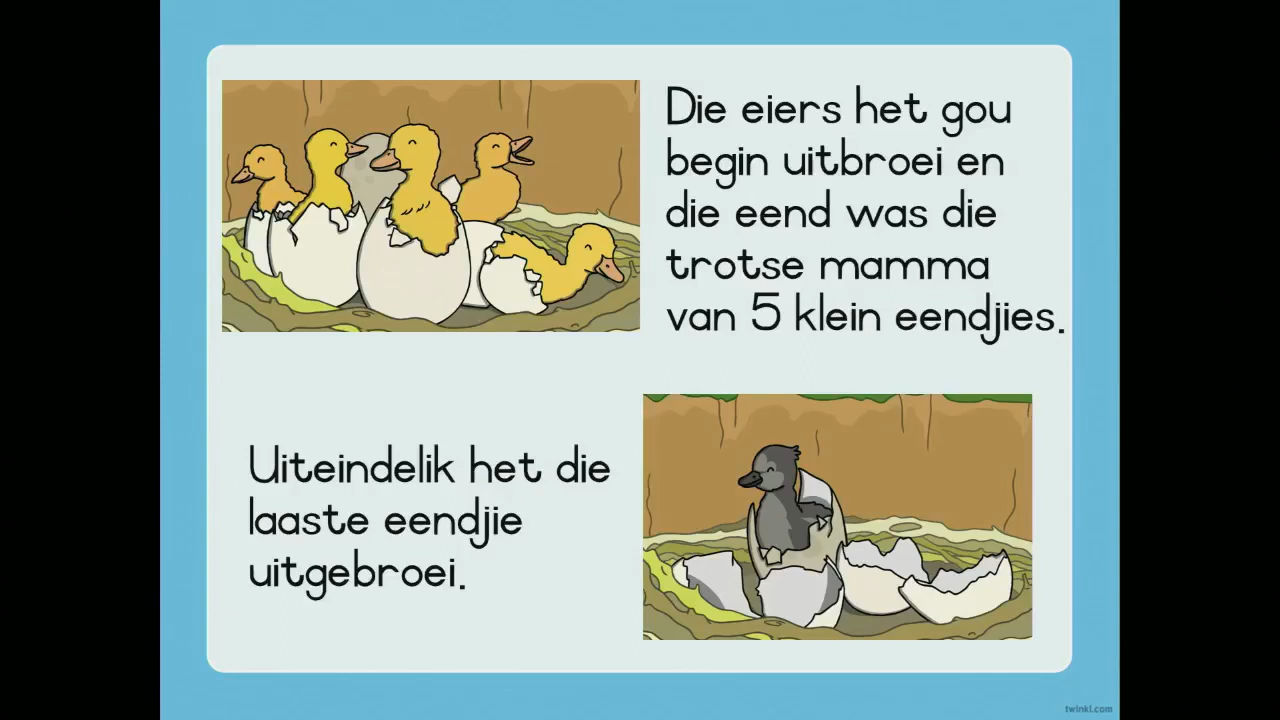 Die eiers het gou
begin uitbroei en
die eend was die
trotse mamma
van 5 klein eendjies.
Uiteindelik het die
laaste eendjie
uitgebroei.
twinkl.com